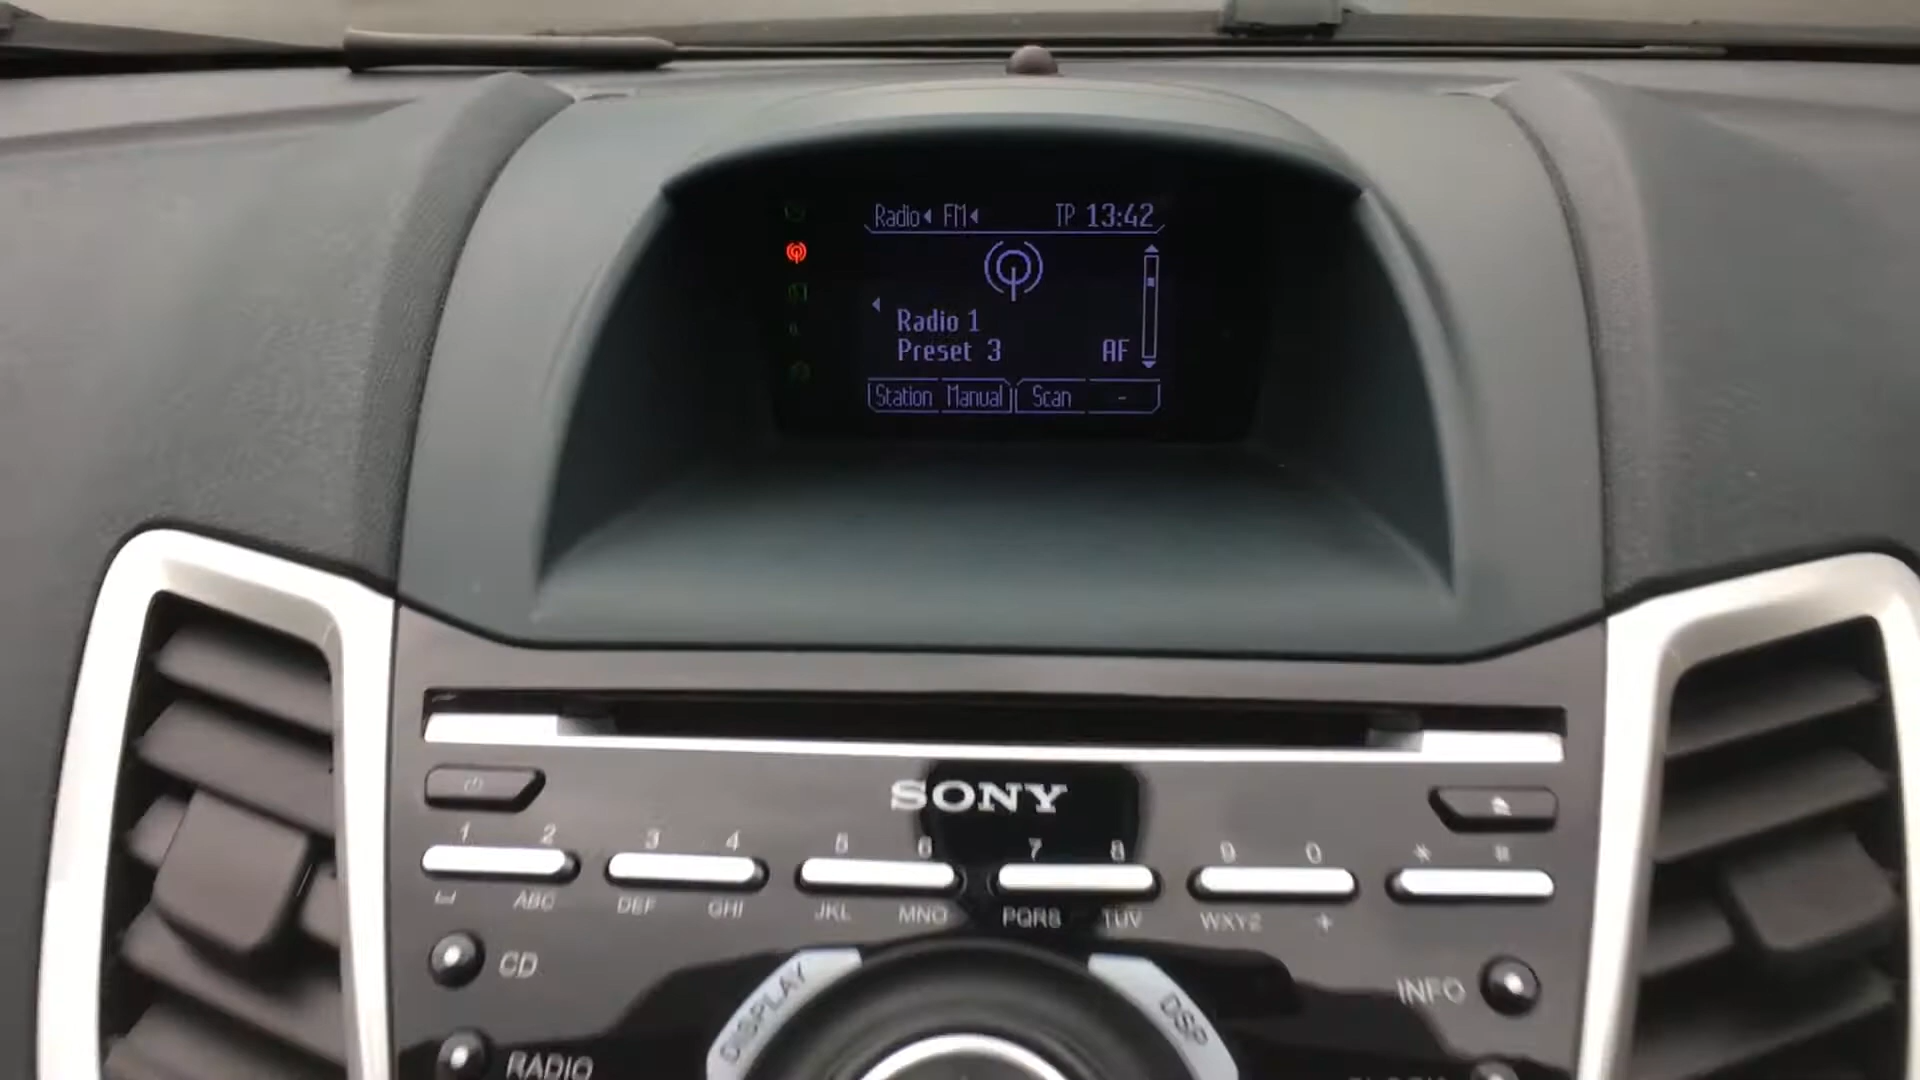 Radio FM TP 13:42
Radio 1
Preset 3 AF
Station Manual Scan -
SONY
1 2 3 4 5 6 7 8 9 0 * #
ABC DEF GHI JKL MNO PQRS TUV WXYZ +
CD
DISPLAY
DSP
INFO
RADIO